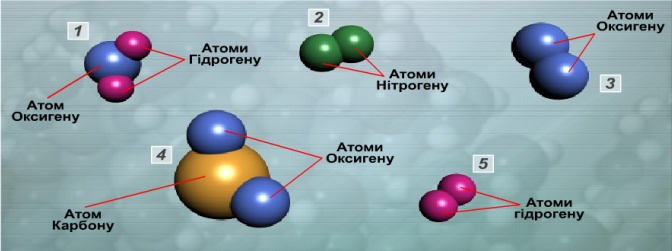 1
Атоми
Гідрогену
Атом
Оксигену
2
Атоми
Нітрогену
Атоми
Оксигену
3
4
Атоми
Оксигену
Атом
Карбону
5
Атоми
гідрогену